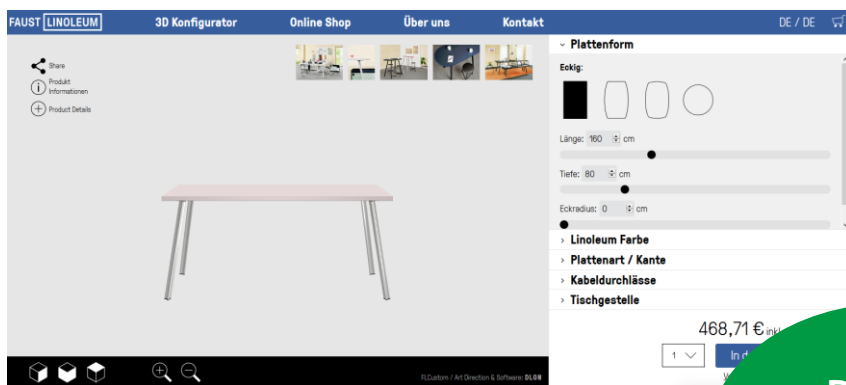 FAUST LINOLEUM 3D Konfigurator Online Shop Über uns Kontakt DE / DE
Share
Produkt
Informationen
Product Details
Plattenform
Eckig:
Länge: 160 cm
Tiefe: 80 cm
Eckradius: 0 cm
Linoleum Farbe
Plattenart / Kante
Kabeldurchlässe
Tischgestelle
468,71 €
1
FLCustom / Art Direction & Software: DLGN